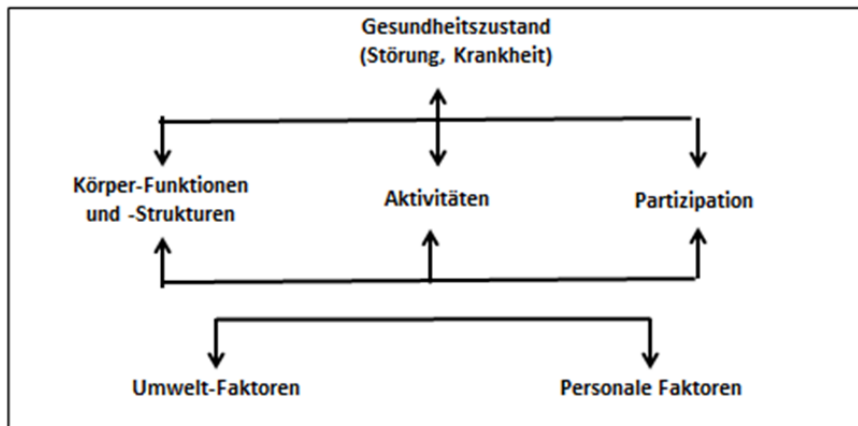 Gesundheitszustand
(Störung, Krankheit)
Körper-Funktionen
und -Strukturen
Aktivitäten
Partizipation
Umwelt-Faktoren
Personale Faktoren